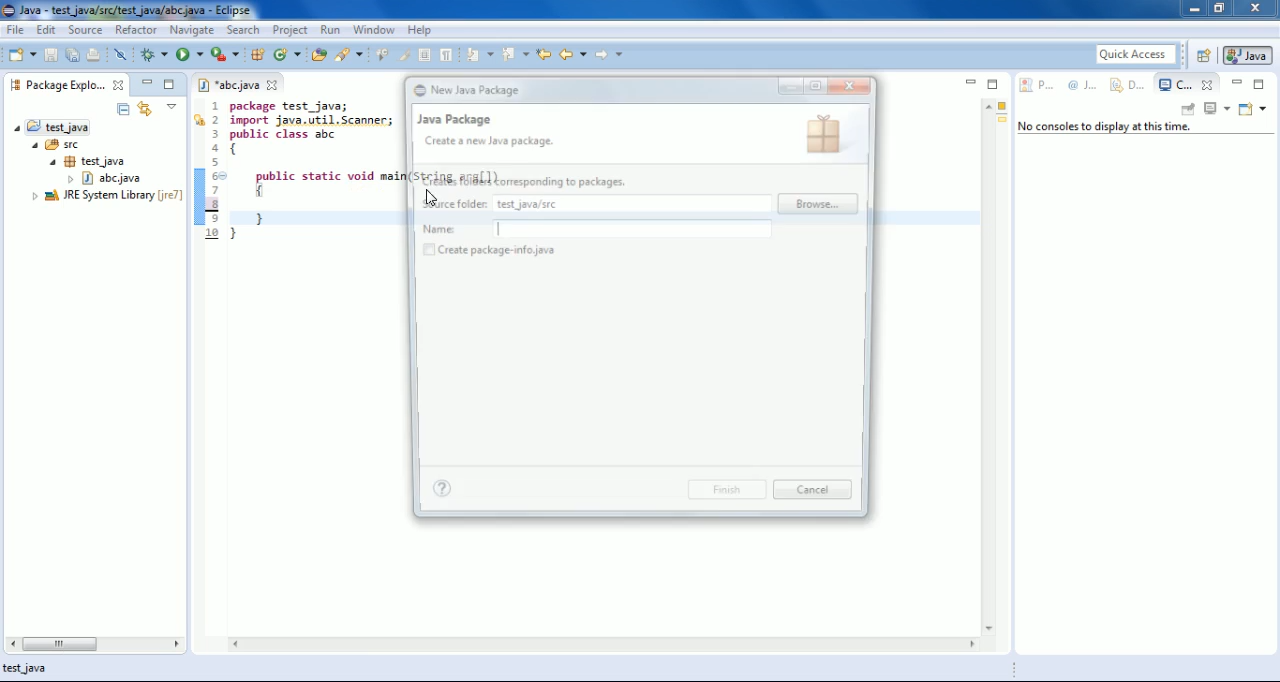 Java - test_java/src/test_java/abc.java - Eclipse
File Edit Source Refactor Navigate Search Project Run Window Help
Quick Access
Java
Package Explo...
*abc.java
P...
J...
D...
C...
test_java
src
test_java
abc.java
JRE System Library [jre7]
1 package test_java;
2 import java.util.Scanner;
3 public class abc
4 {
5
6 public static void main(String arg[])
7 {
8
9 }
10 }
New Java Package
Java Package
Create a new Java package.
Creates folders corresponding to packages.
Source folder: test_java/src Browse...
Name:
Create package-info.java
Finish Cancel
No consoles to display at this time.
test_java